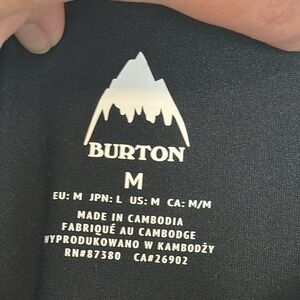 BURTON
M
EU: M JPN: L US: M CA: M/M
MADE IN CAMBODIA
FABRIQUÉ AU CAMBODGE
WYPRODUKOWANO W KAMBODŻY
RN#87380 CA#26902